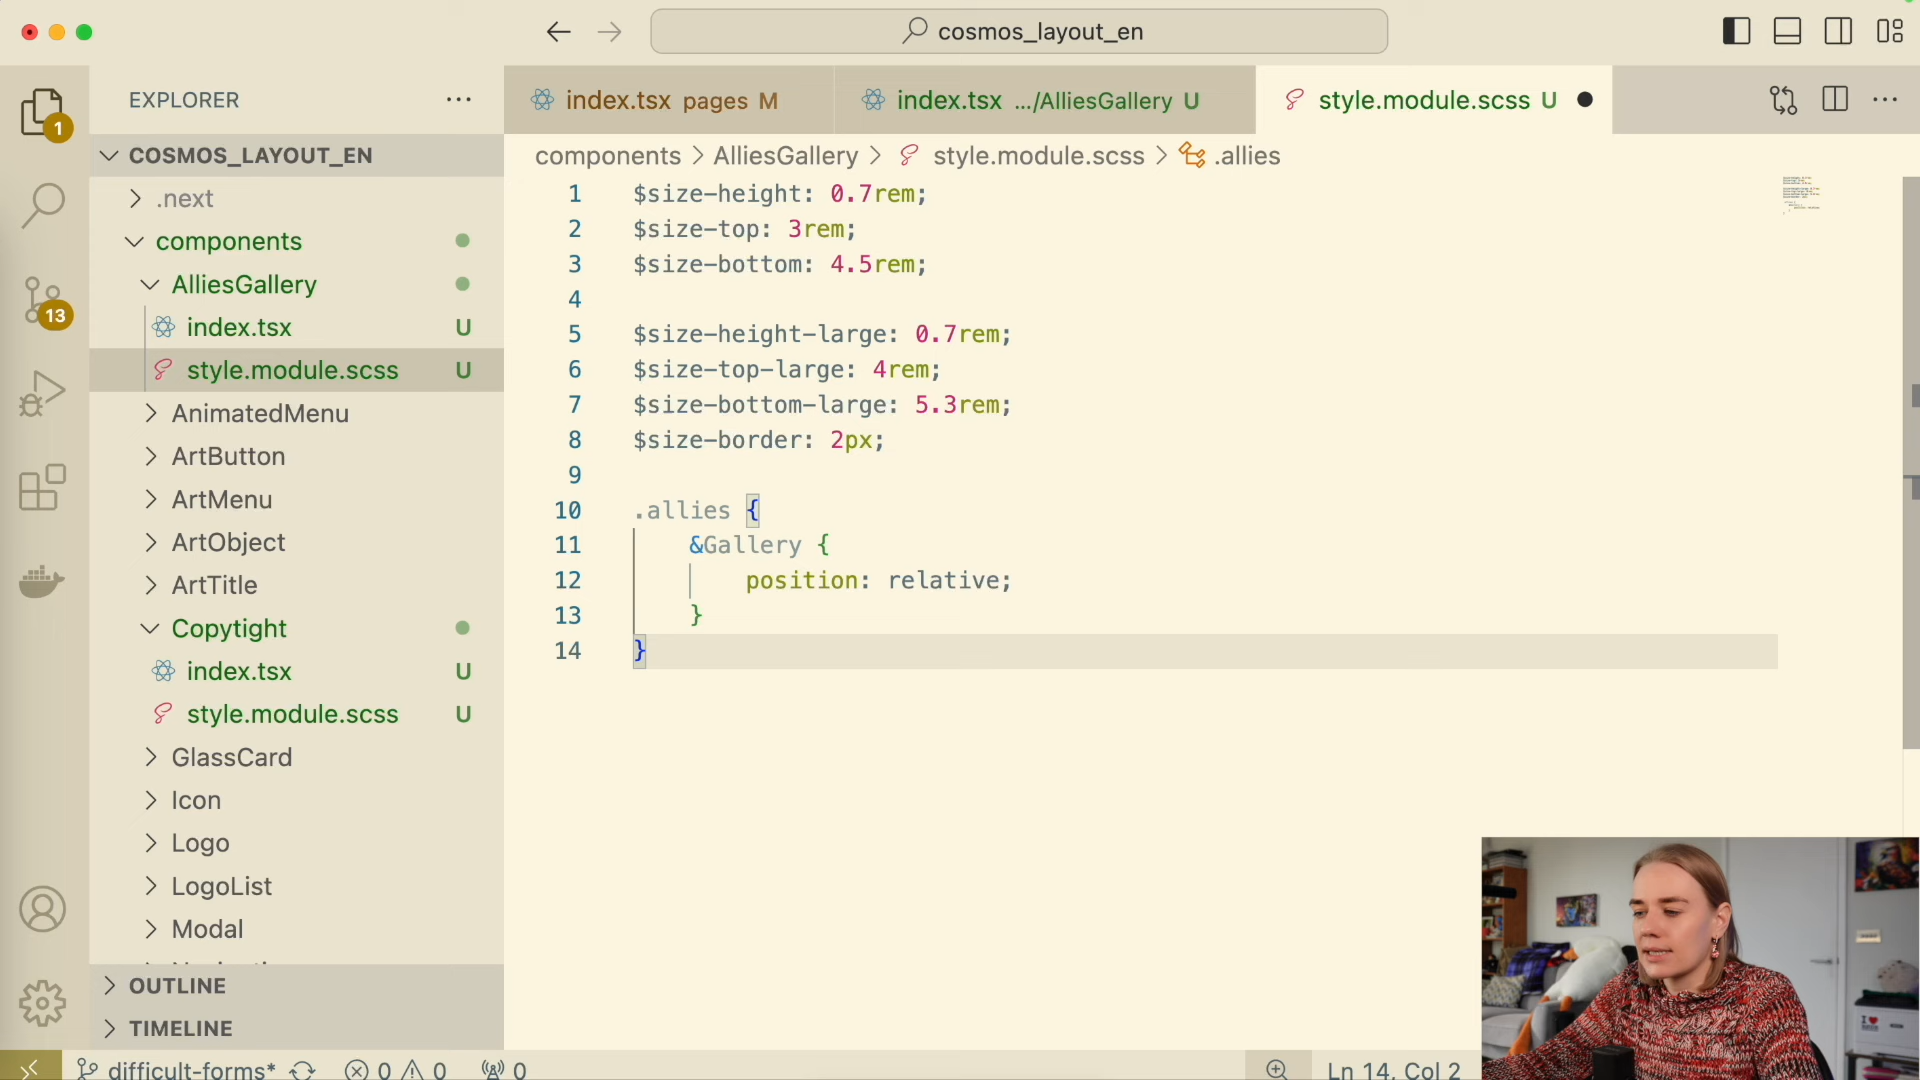 cosmos_layout_en
EXPLORER
index.tsx pages M
index.tsx .../AlliesGallery U
style.module.scss U
1
COSMOS_LAYOUT_EN
components > AlliesGallery > style.module.scss > .allies
.next
components
AlliesGallery
index.tsx U
style.module.scss U
AnimatedMenu
ArtButton
ArtMenu
ArtObject
ArtTitle
Copytight
index.tsx U
style.module.scss U
GlassCard
Icon
Logo
LogoList
Modal
OUTLINE
TIMELINE
13
1 $size-height: 0.7rem;
2 $size-top: 3rem;
3 $size-bottom: 4.5rem;
4
5 $size-height-large: 0.7rem;
6 $size-top-large: 4rem;
7 $size-bottom-large: 5.3rem;
8 $size-border: 2px;
9
10 .allies {
11 &Gallery {
12 position: relative;
13 }
14 }
difficult-forms* 0 0 0
Ln 14, Col 2